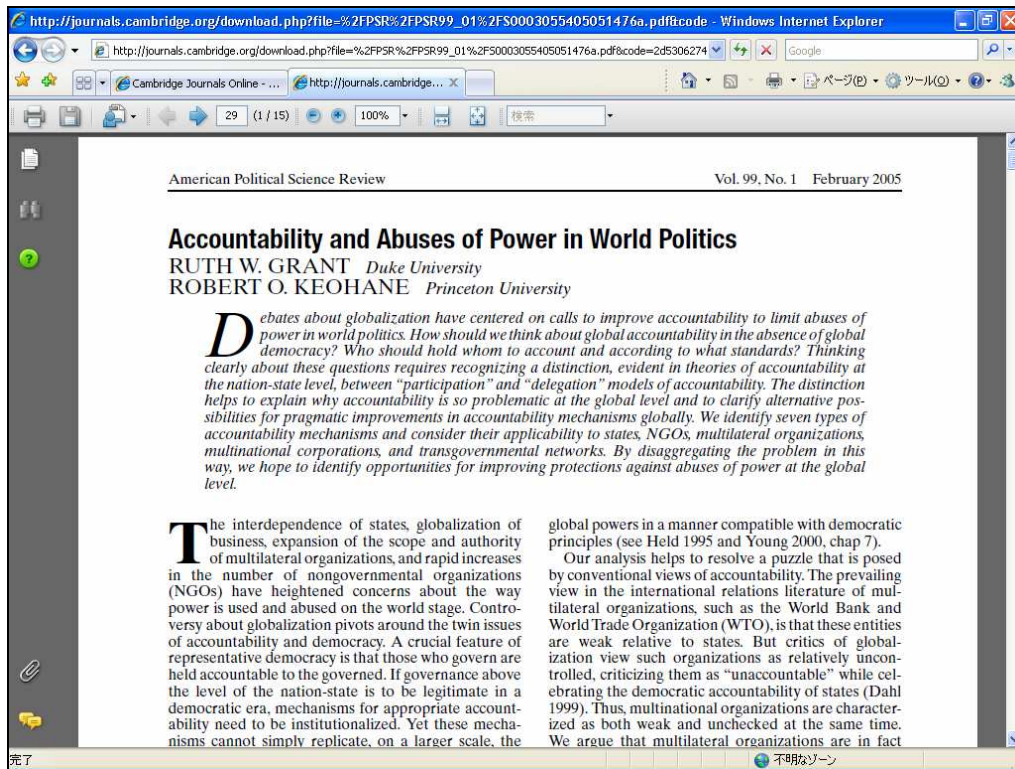 http://journals.cambridge.org/download.php?file=%2FPSR%2FPSR99_01%2FS0003055405051476a.pdf&code - Windows Internet Explorer
http://journals.cambridge.org/download.php?file=%2FPSR%2FPSR99_01%2FS0003055405051476a.pdf&code=2d5306274
Google
Cambridge Journals Online - ...
http://journals.cambridge... X
ページ(P)
ツール(O)
29 (1 / 15)
100%
検索
American Political Science Review Vol. 99, No. 1 February 2005
Accountability and Abuses of Power in World Politics
RUTH W. GRANT Duke University
ROBERT O. KEOHANE Princeton University
Debates about globalization have centered on calls to improve accountability to limit abuses of
power in world politics. How should we think about global accountability in the absence of global
democracy? Who should hold whom to account and according to what standards? Thinking
clearly about these questions requires recognizing a distinction, evident in theories of accountability at
the nation-state level, between “participation” and “delegation” models of accountability. The distinction
helps to explain why accountability is so problematic at the global level and to clarify alternative pos-
sibilities for pragmatic improvements in accountability mechanisms globally. We identify seven types of
accountability mechanisms and consider their applicability to states, NGOs, multilateral organizations,
multinational corporations, and transgovernmental networks. By disaggregating the problem in this
way, we hope to identify opportunities for improving protections against abuses of power at the global
level.
The interdependence of states, globalization of
business, expansion of the scope and authority
of multilateral organizations, and rapid increases
in the number of nongovernmental organizations
(NGOs) have heightened concerns about the way
power is used and abused on the world stage. Contro-
versy about globalization pivots around the twin issues
of accountability and democracy. A crucial feature of
representative democracy is that those who govern are
held accountable to the governed. If governance above
the level of the nation-state is to be legitimate in a
democratic era, mechanisms for appropriate account-
ability need to be institutionalized. Yet these mecha-
nisms cannot simply replicate, on a larger scale, the
global powers in a manner compatible with democratic
principles (see Held 1995 and Young 2000, chap 7).
Our analysis helps to resolve a puzzle that is posed
by conventional views of accountability. The prevailing
view in the international relations literature of mul-
tilateral organizations, such as the World Bank and
World Trade Organization (WTO), is that these entities
are weak relative to states. But critics of global-
ization view such organizations as relatively uncon-
trolled, criticizing them as “unaccountable” while cel-
ebrating the democratic accountability of states (Dahl
1999). Thus, multinational organizations are character-
ized as both weak and unchecked at the same time.
We argue that multilateral organizations are in fact
完了
不明なゾーン